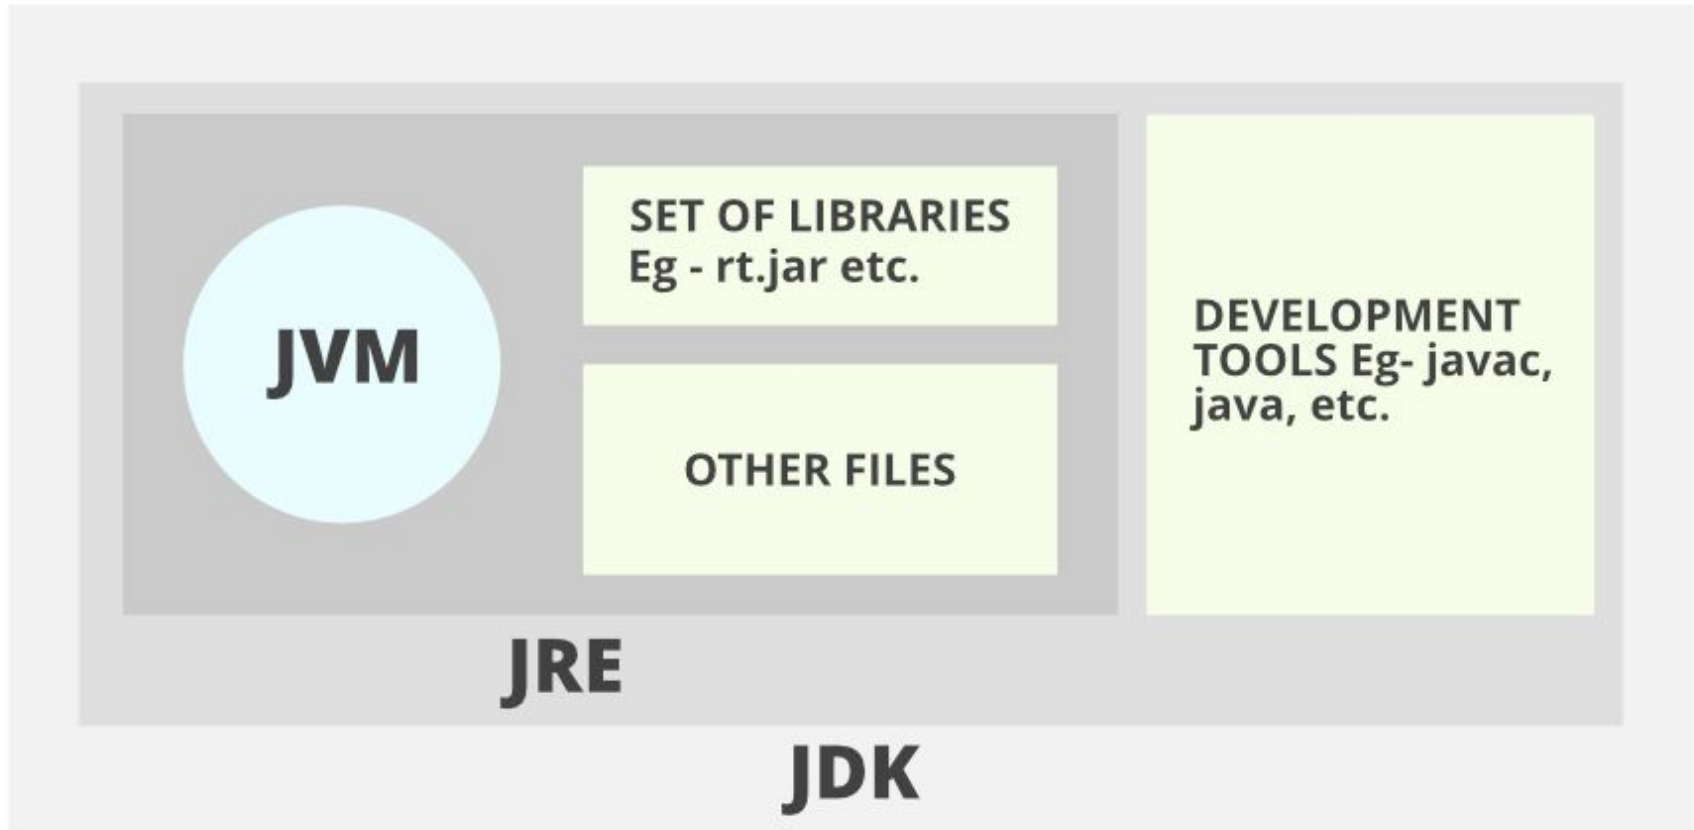 JVM
SET OF LIBRARIES
Eg - rt.jar etc.
OTHER FILES
DEVELOPMENT
TOOLS Eg- javac,
java, etc.
JRE
JDK